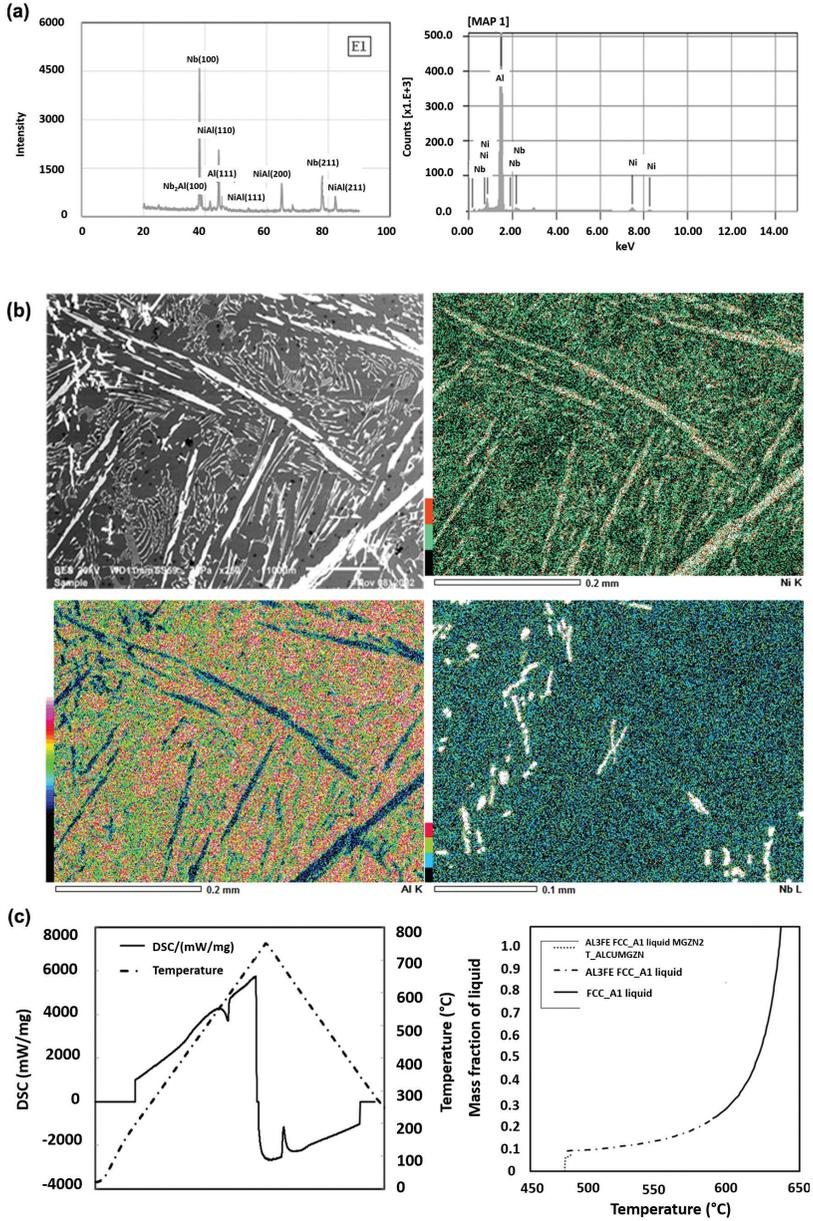 (a)
6000
4500
3000
1500
0
Intensity
0
20
40
60
80
100
E1
Nb(100)
NiAl(110)
Nb2Al(100)
Al(111)
NiAl(111)
NiAl(200)
Nb(211)
NiAl(211)
[MAP 1]
500.0
400.0
300.0
200.0
100.0
0.0
Counts [x1.E+3]
Al
Ni
Ni
Nb
Nb
Nb
Ni
Ni
0.00
2.00
4.00
6.00
8.00
10.00
12.00
14.00
keV
(b)
Sample
0.2 mm
Ni K
0.2 mm
Al K
0.1 mm
Nb L
(c)
8000
6000
4000
2000
0
-2000
-4000
DSC (mW/mg)
DSC/(mW/mg)
Temperature
800
700
600
500
400
300
200
100
0
Temperature (°C)
Mass fraction of liquid
1.0
0.9
0.8
0.7
0.6
0.5
0.4
0.3
0.2
0.1
0
AL3FE FCC_A1 liquid MGZN2
T_ALCUMGZN
AL3FE FCC_A1 liquid
FCC_A1 liquid
450
500
550
600
650
Temperature (°C)